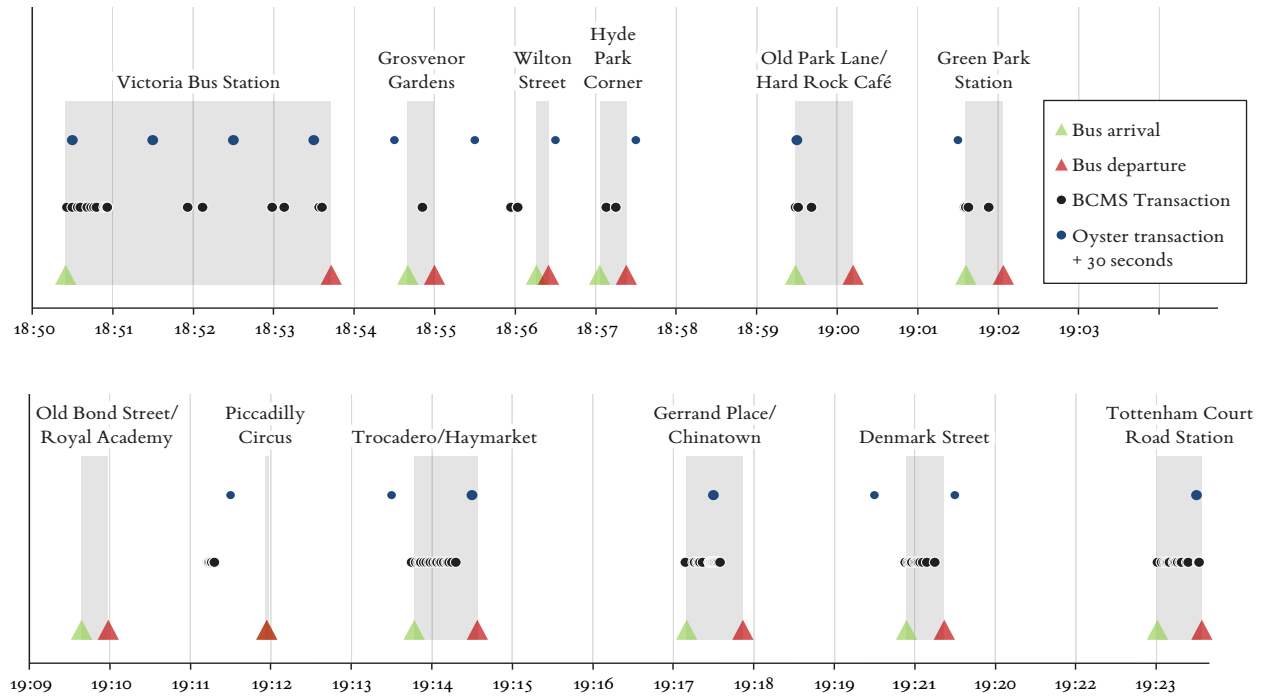 Hyde
Grosvenor
Wilton
Park
Old Park Lane/
Green Park
Victoria Bus Station
Gardens
Street
Corner
Hard Rock Café
Station
Bus arrival
Bus departure
BCMS Transaction
Oyster transaction
+ 30 seconds
18:50 18:51 18:52 18:53 18:54 18:55 18:56 18:57 18:58 18:59 19:00 19:01 19:02 19:03
Old Bond Street/
Royal Academy
Piccadilly
Circus
Trocadero/Haymarket
Gerrand Place/
Chinatown
Denmark Street
Tottenham Court
Road Station
19:09 19:10 19:11 19:12 19:13 19:14 19:15 19:16 19:17 19:18 19:21 19:20 19:22 19:23